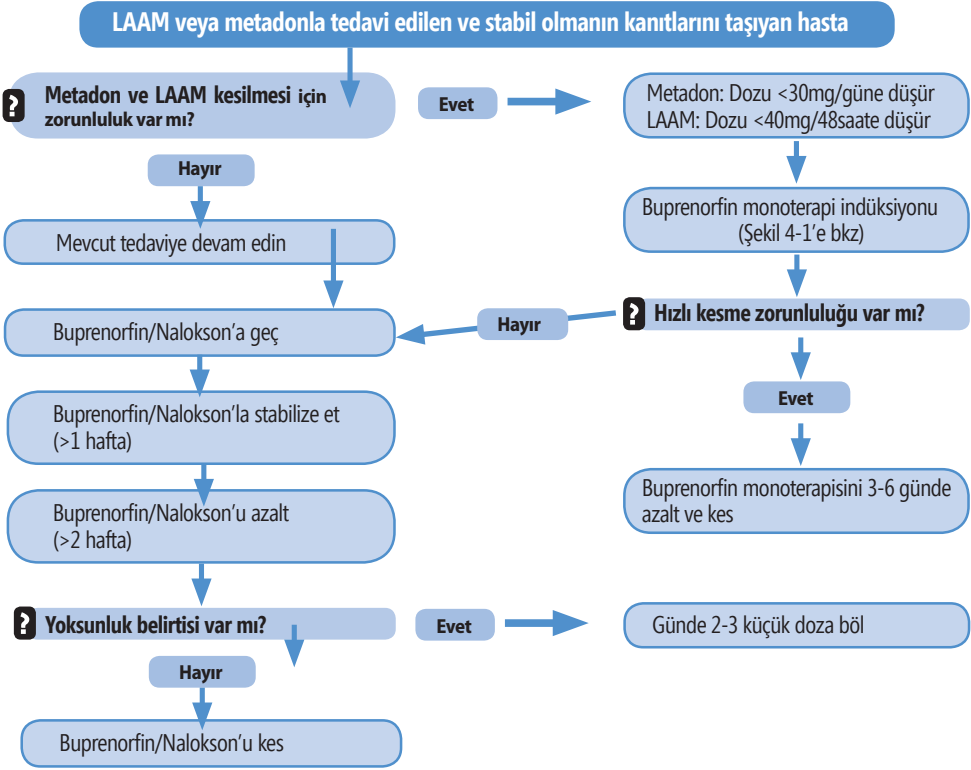 LAAM veya metadonla tedavi edilen ve stabil olmanın kanıtlarını taşıyan hasta
? Metadon ve LAAM kesilmesi için
zorunluluk var mı?
Evet
Metadon: Dozu <30mg/güne düşür
LAAM: Dozu <40mg/48saate düşür
Hayır
Mevcut tedaviye devam edin
Buprenorfin monoterapi indüksiyonu
(Şekil 4-1'e bkz)
? Hızlı kesme zorunluluğu var mı?
Hayır
Buprenorfin/Nalokson'a geç
Evet
Buprenorfin monoterapisini 3-6 günde
azalt ve kes
Buprenorfin/Nalokson'la stabilize et
(>1 hafta)
Buprenorfin/Nalokson'u azalt
(>2 hafta)
? Yoksunluk belirtisi var mı?
Evet
Günde 2-3 küçük doza böl
Hayır
Buprenorfin/Nalokson'u kes